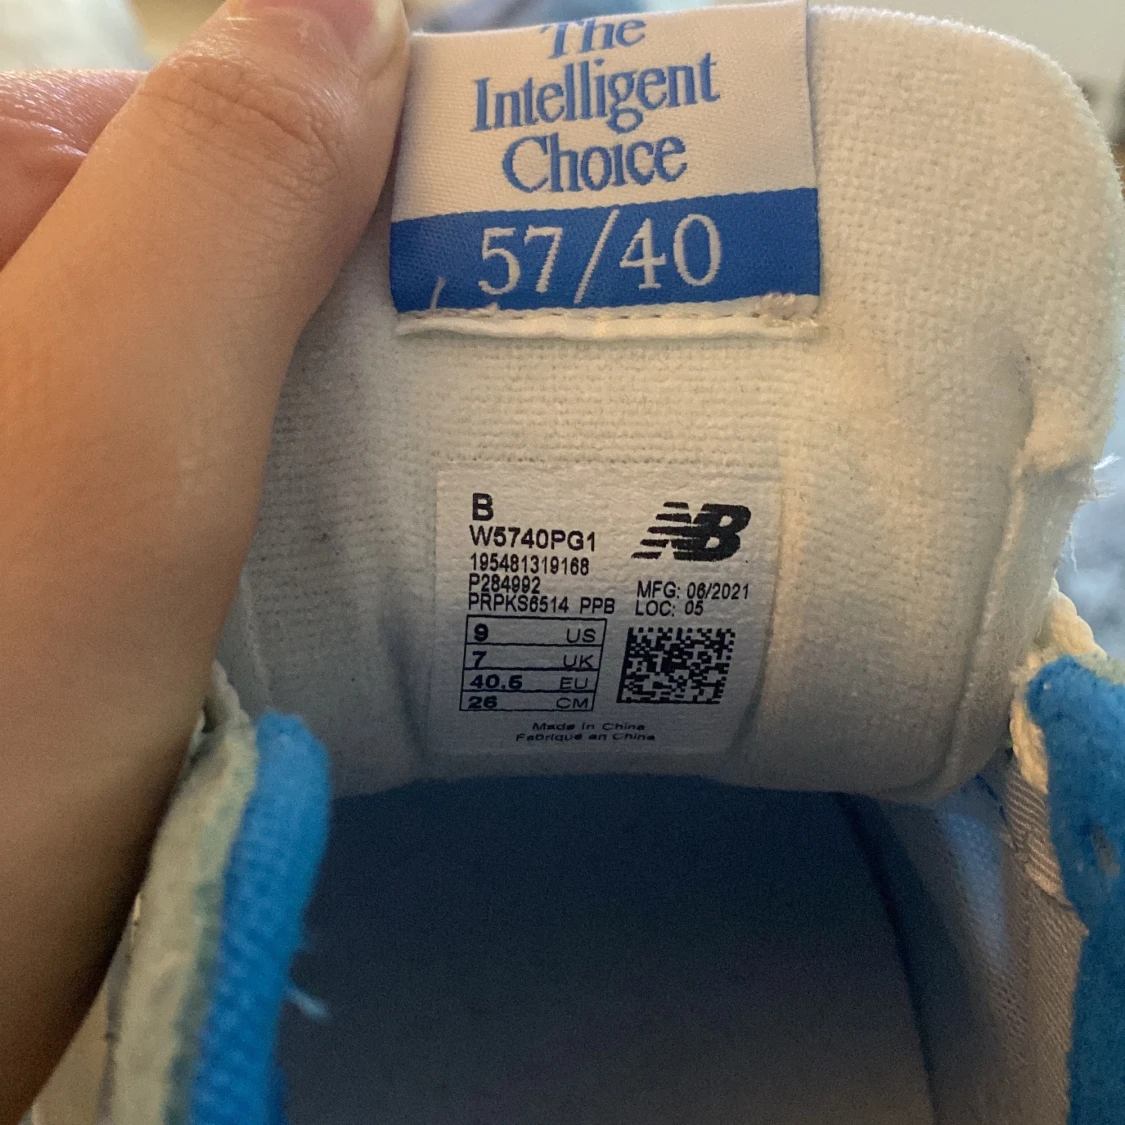 The
Intelligent
Choice
57/40
B
W5740PG1
195481319168
P284992
PRPKS6514 PPB
NB
MFG: 06/2021
LOC: 05
9 US
7 UK
40.5 EU
26 CM
Made in China
Fabriqué en Chine